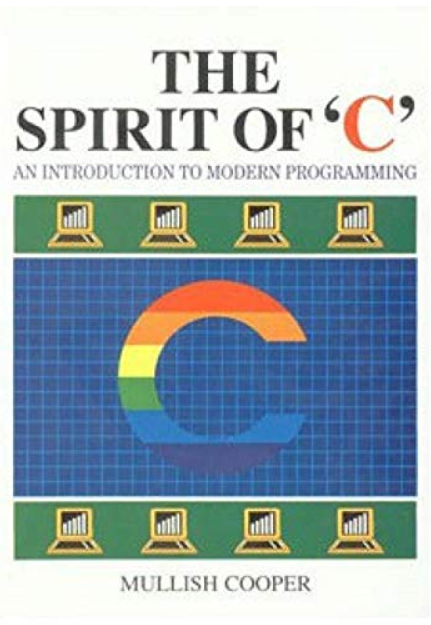 THE
SPIRIT OF ‘C’
AN INTRODUCTION TO MODERN PROGRAMMING
C
MULLISH COOPER